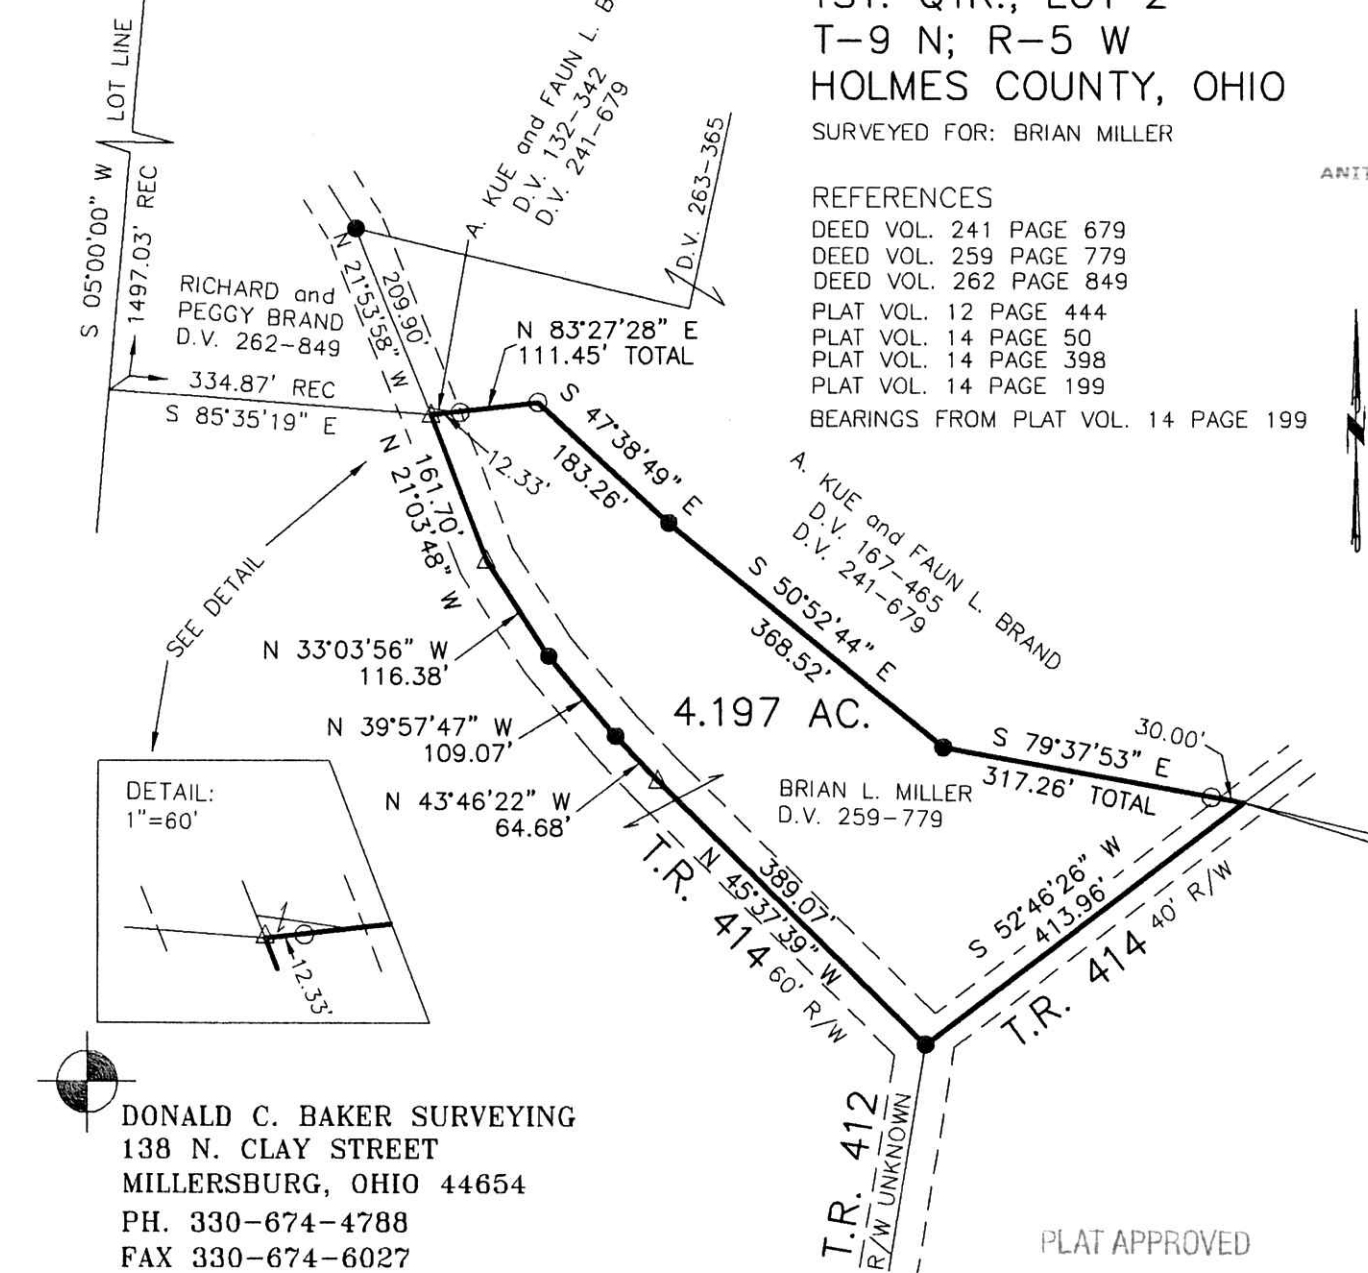 1ST. QTR., LOT 2
T-9 N; R-5 W
HOLMES COUNTY, OHIO
SURVEYED FOR: BRIAN MILLER
REFERENCES
DEED VOL. 241 PAGE 679
DEED VOL. 259 PAGE 779
DEED VOL. 262 PAGE 849
PLAT VOL. 12 PAGE 444
PLAT VOL. 14 PAGE 50
PLAT VOL. 14 PAGE 398
PLAT VOL. 14 PAGE 199
BEARINGS FROM PLAT VOL. 14 PAGE 199
S 05°00'00" W LOT LINE
1497.03' REC
A. KUE and FAUN L. B
D.V. 132-342
D.V. 241-679
D.V. 263-365
RICHARD and
PEGGY BRAND
D.V. 262-849
334.87' REC
S 85°35'19" E
209.90'
N 21°53'58" W
N 83°27'28" E
111.45' TOTAL
12.33'
S 47°38'49" E
183.26'
161.70'
N 21°03'48" W
A. KUE and FAUN L. BRAND
D.V. 167-465
D.V. 241-679
S 50°52'44" E
368.52'
SEE DETAIL
N 33°03'56" W
116.38'
N 39°57'47" W
109.07'
N 43°46'22" W
64.68'
4.197 AC.
BRIAN L. MILLER
D.V. 259-779
30.00'
S 79°37'53" E
317.26' TOTAL
389.07'
N 45°37'39" W
T.R. 414 60' R/W
S 52°46'26" W
413.96'
T.R. 414 40' R/W
T.R. 412
R/W UNKNOWN
DETAIL:
1"=60'
12.33'
DONALD C. BAKER SURVEYING
138 N. CLAY STREET
MILLERSBURG, OHIO 44654
PH. 330-674-4788
FAX 330-674-6027
PLAT APPROVED